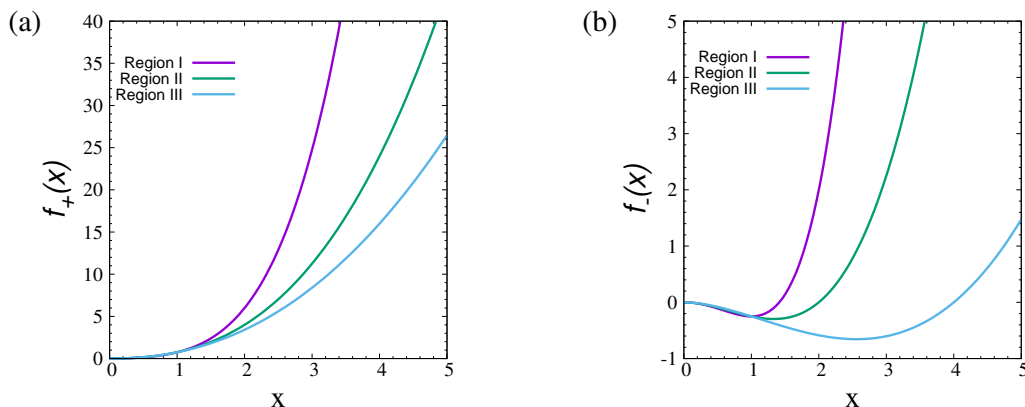 (a)
40
35
30
25
20
15
10
5
0
0 1 2 3 4 5
f₊(x)
x
Region I
Region II
Region III
(b)
5
4
3
2
1
0
-1
0 1 2 3 4 5
f₋(x)
x
Region I
Region II
Region III